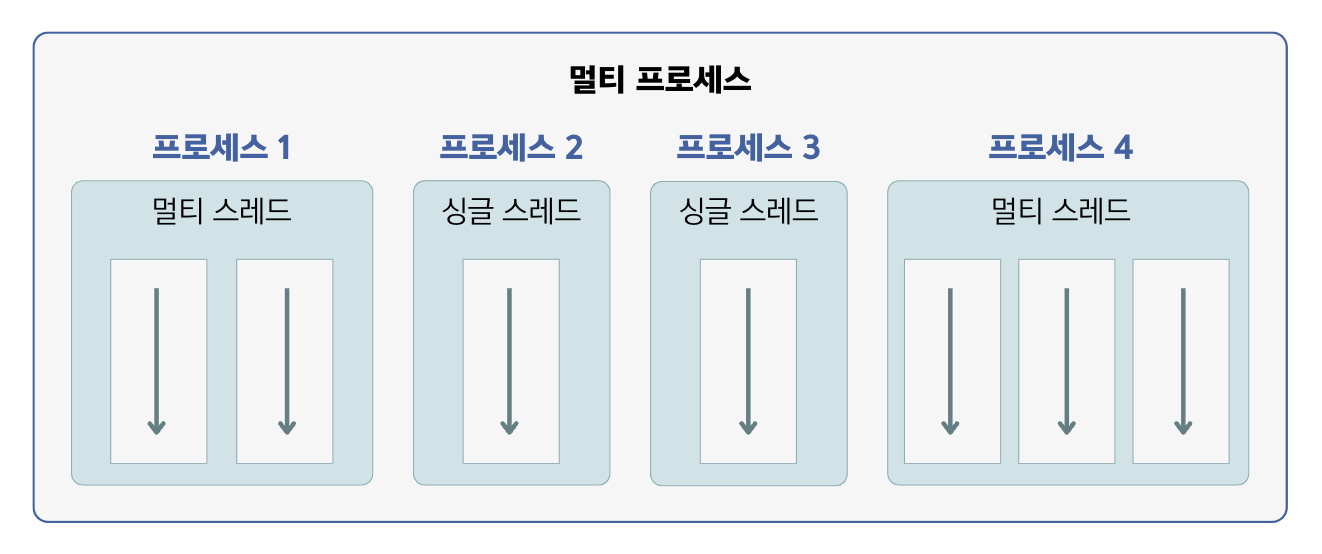 멀티 프로세스
프로세스 1
프로세스 2
프로세스 3
프로세스 4
멀티 스레드
싱글 스레드
싱글 스레드
멀티 스레드